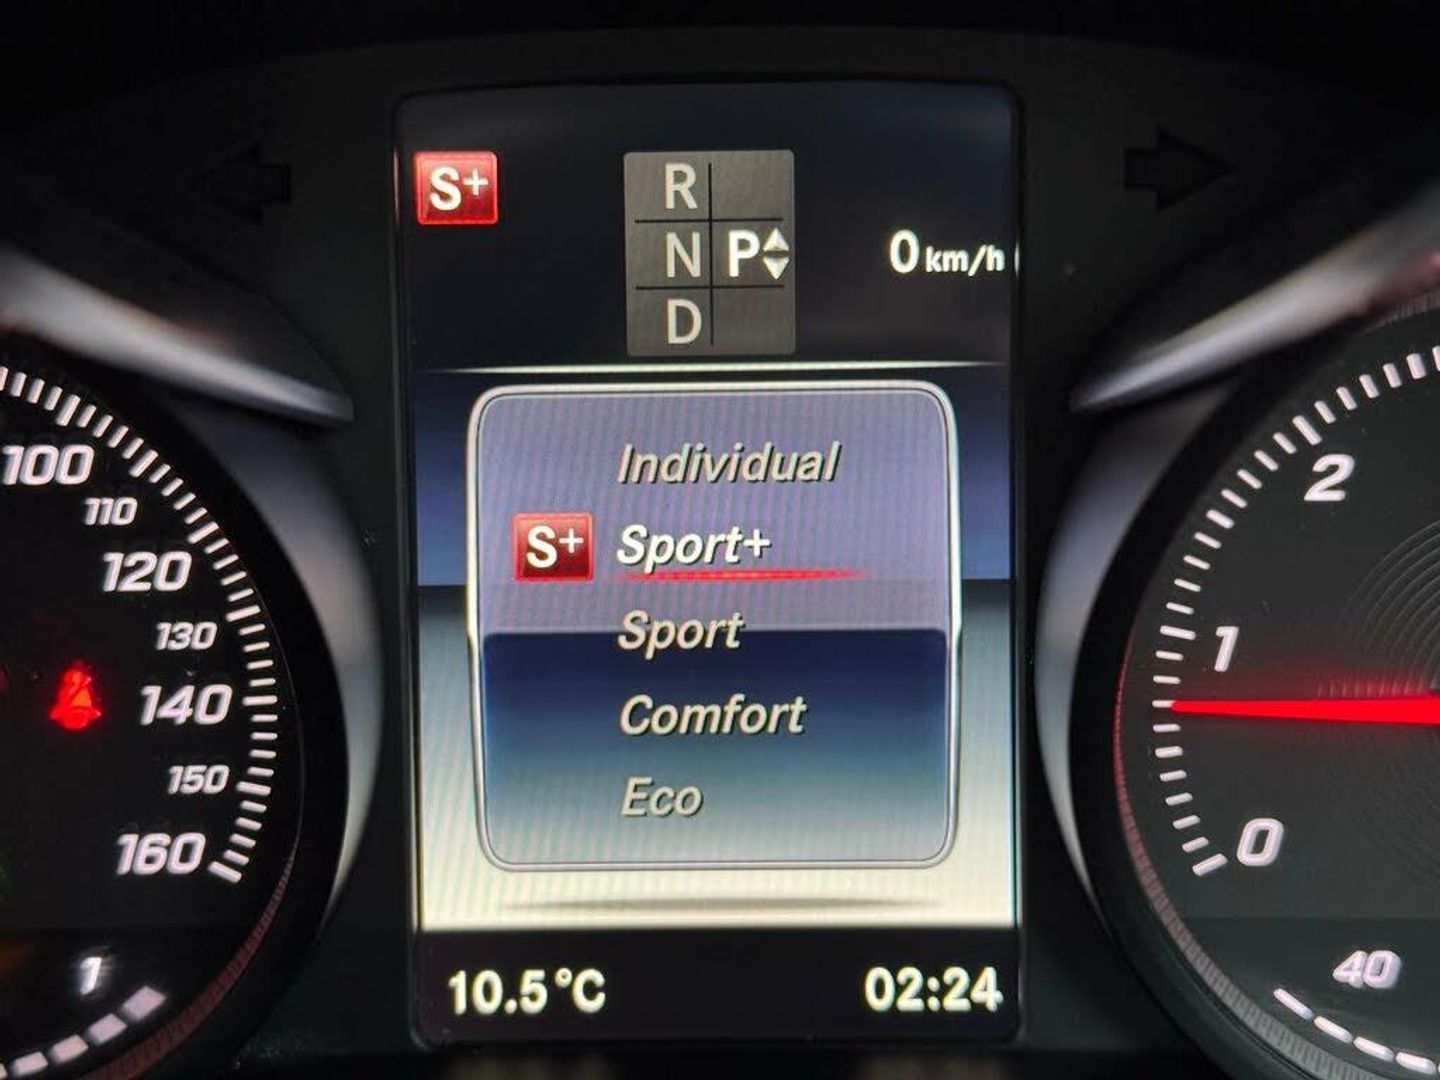 S+
R
N P
D
0 km/h
Individual
S+ Sport+
Sport
Comfort
Eco
10.5°C
02:24
100
110
120
130
140
150
160
1
2
1
0
40